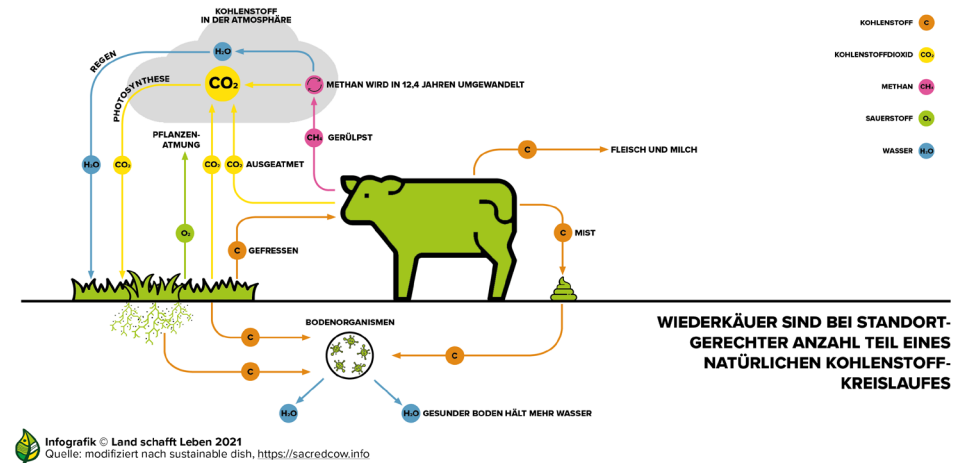 KOHLENSTOFF
IN DER ATMOSPHÄRE
KOHLENSTOFF C
KOHLENSTOFFDIOXID CO₂
METHAN CH₄
SAUERSTOFF O₂
WASSER H₂O
REGEN
H₂O
PHOTOSYNTHESE
CO₂
METHAN WIRD IN 12,4 JAHREN UMGEWANDELT
PFLANZEN-
ATMUNG
CH₄ GERÜLPST
C
FLEISCH UND MILCH
H₂O
CO₂
CO₂
CO₂ AUSGEATMET
O₂
C GEFRESSEN
C MIST
BODENORGANISMEN
C
C
C
H₂O
H₂O GESUNDER BODEN HÄLT MEHR WASSER
WIEDERKÄUER SIND BEI STANDORT-
GERECHTER ANZAHL TEIL EINES
NATÜRLICHEN KOHLENSTOFF-
KREISLAUFES
Infografik © Land schafft Leben 2021
Quelle: modifiziert nach sustainable dish, https://sacredcow.info